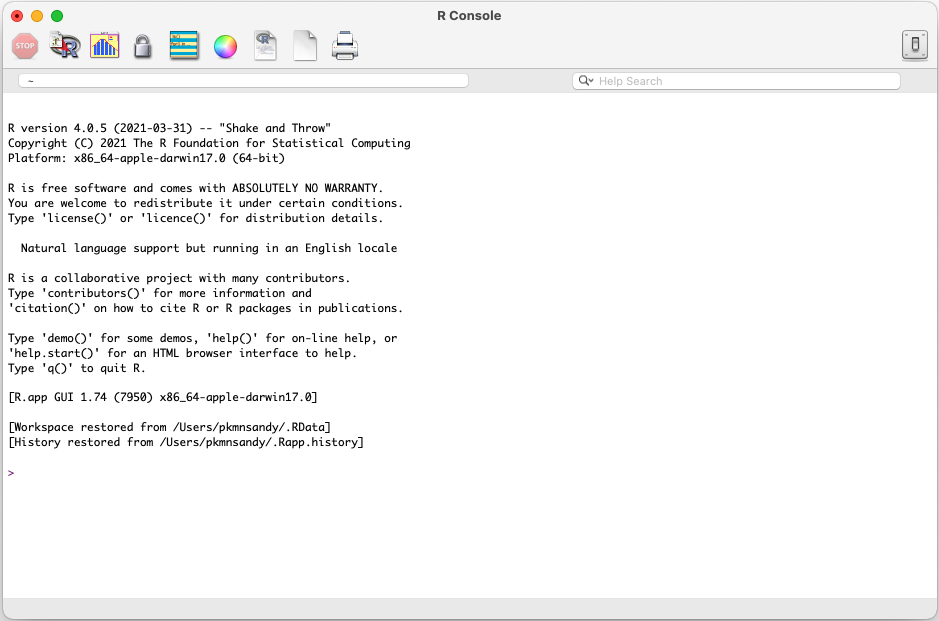 R Console
STOP
~
Help Search
R version 4.0.5 (2021-03-31) -- "Shake and Throw"
Copyright (C) 2021 The R Foundation for Statistical Computing
Platform: x86_64-apple-darwin17.0 (64-bit)
R is free software and comes with ABSOLUTELY NO WARRANTY.
You are welcome to redistribute it under certain conditions.
Type 'license()' or 'licence()' for distribution details.
Natural language support but running in an English locale
R is a collaborative project with many contributors.
Type 'contributors()' for more information and
'citation()' on how to cite R or R packages in publications.
Type 'demo()' for some demos, 'help()' for on-line help, or
'help.start()' for an HTML browser interface to help.
Type 'q()' to quit R.
[R.app GUI 1.74 (7950) x86_64-apple-darwin17.0]
[Workspace restored from /Users/pkmnsandy/.RData]
[History restored from /Users/pkmnsandy/.Rapp.history]
>